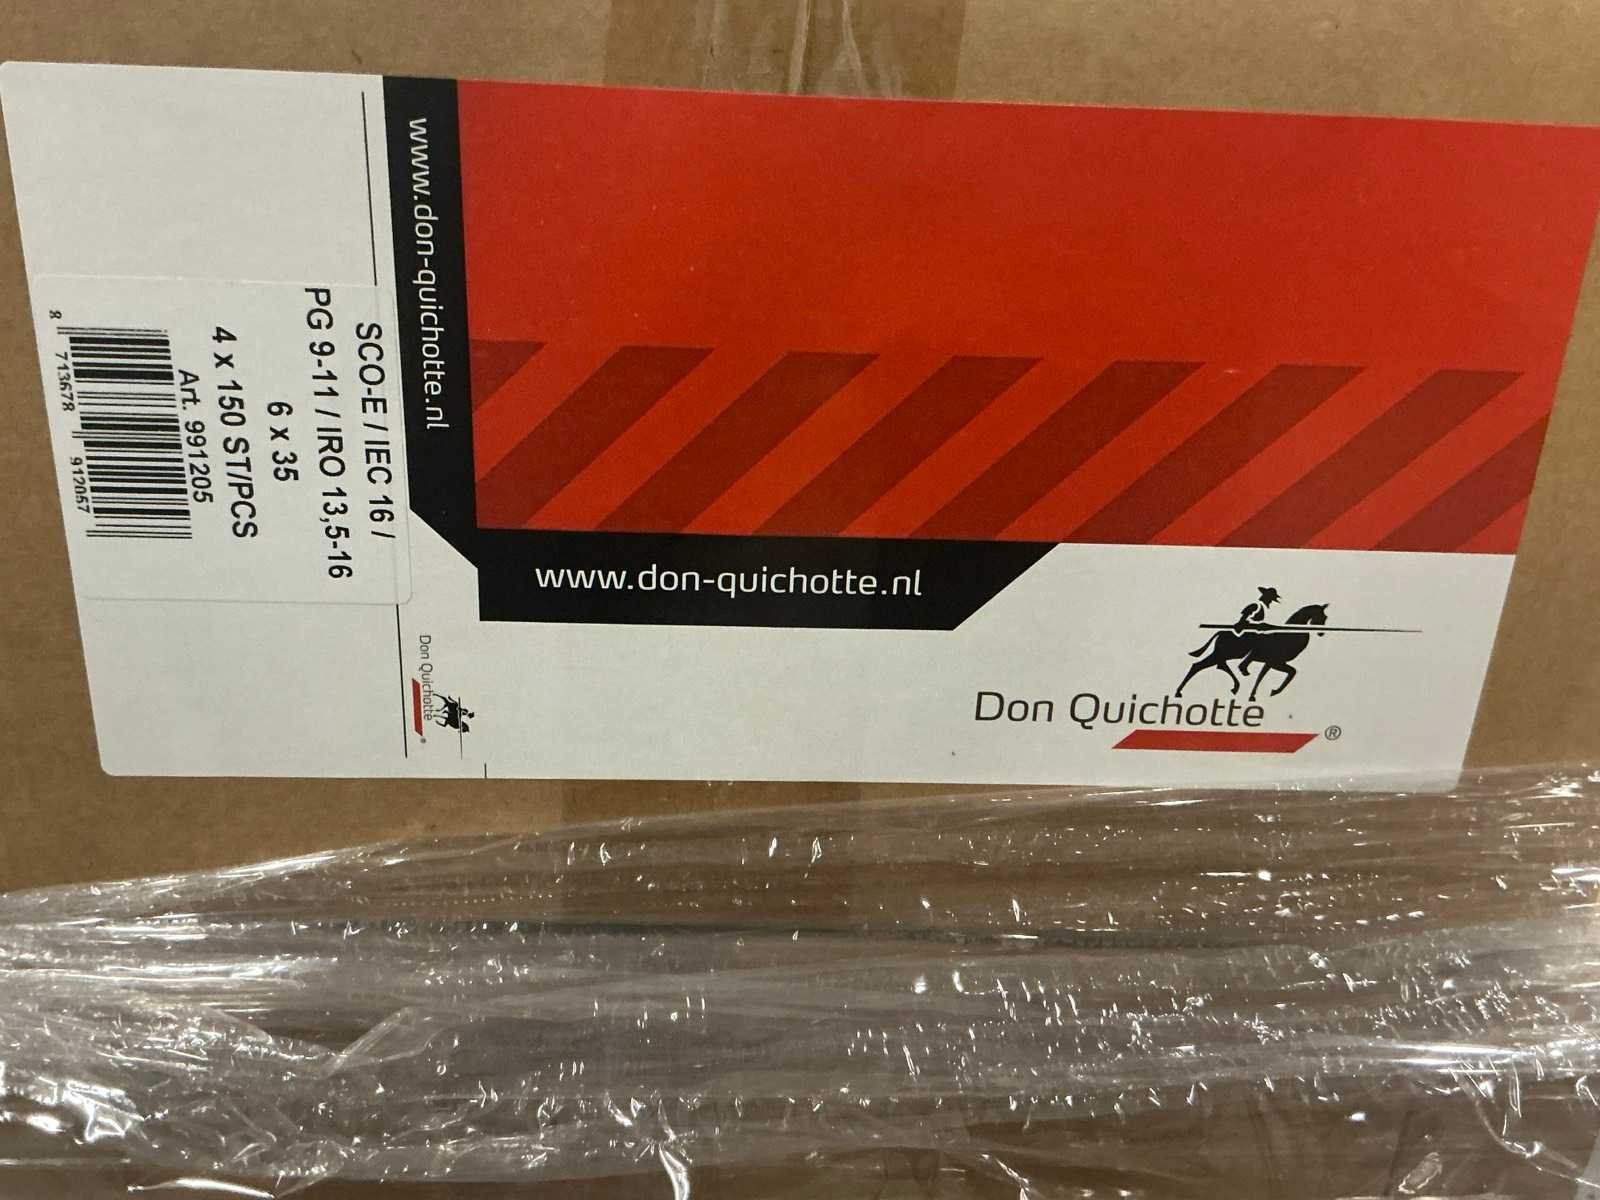 www.don-quichotte.nl
SCO-E / IEC 16 /
PG 9-11 / IRO 13,5-16
6 x 35
4 x 150 ST/PCS
Art. 991205
8 713678 912057
Don Quichotte ®
www.don-quichotte.nl
Don Quichotte ®